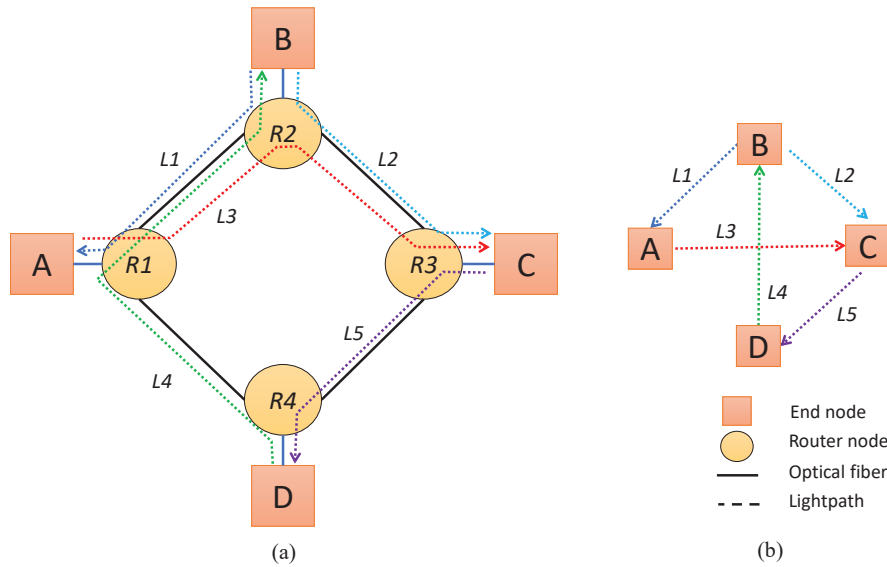 B
R2
L1
L2
L3
A
R1
R3
C
L5
L4
R4
D
(a)
B
L1
L2
L3
A
C
L4
L5
D
End node
Router node
Optical fiber
Lightpath
(b)